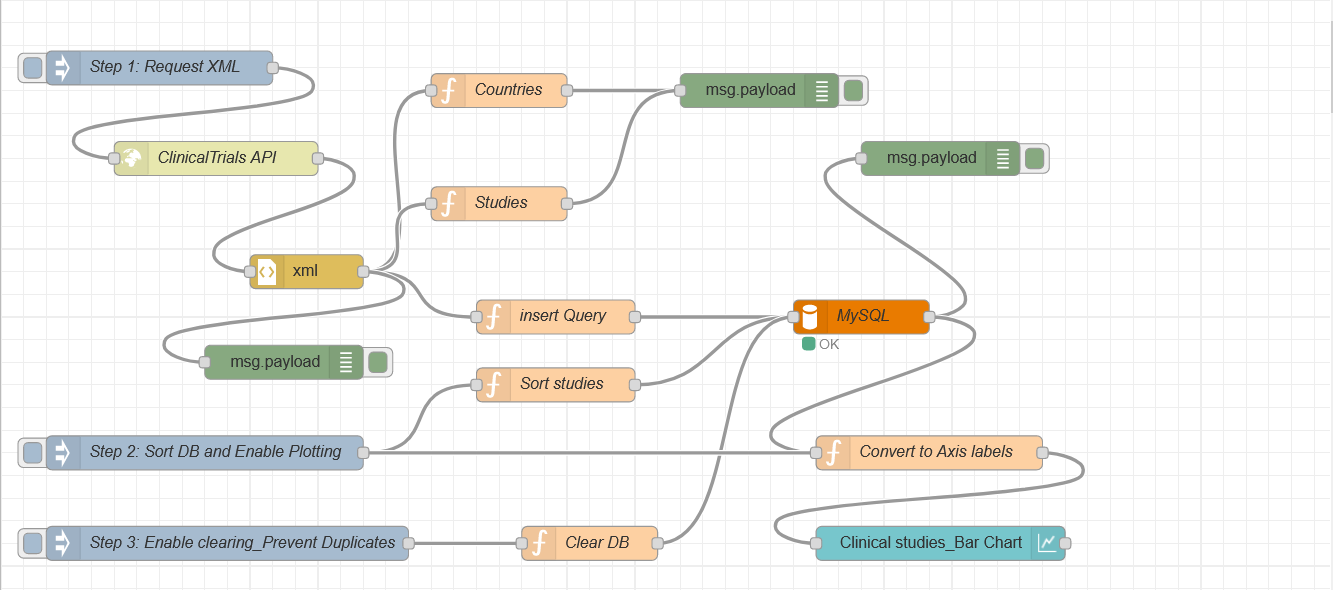 Step 1: Request XML
Countries
msg.payload
ClinicalTrials API
msg.payload
Studies
xml
insert Query
MySQL
OK
msg.payload
Sort studies
Step 2: Sort DB and Enable Plotting
Convert to Axis labels
Step 3: Enable clearing_Prevent Duplicates
Clear DB
Clinical studies_Bar Chart